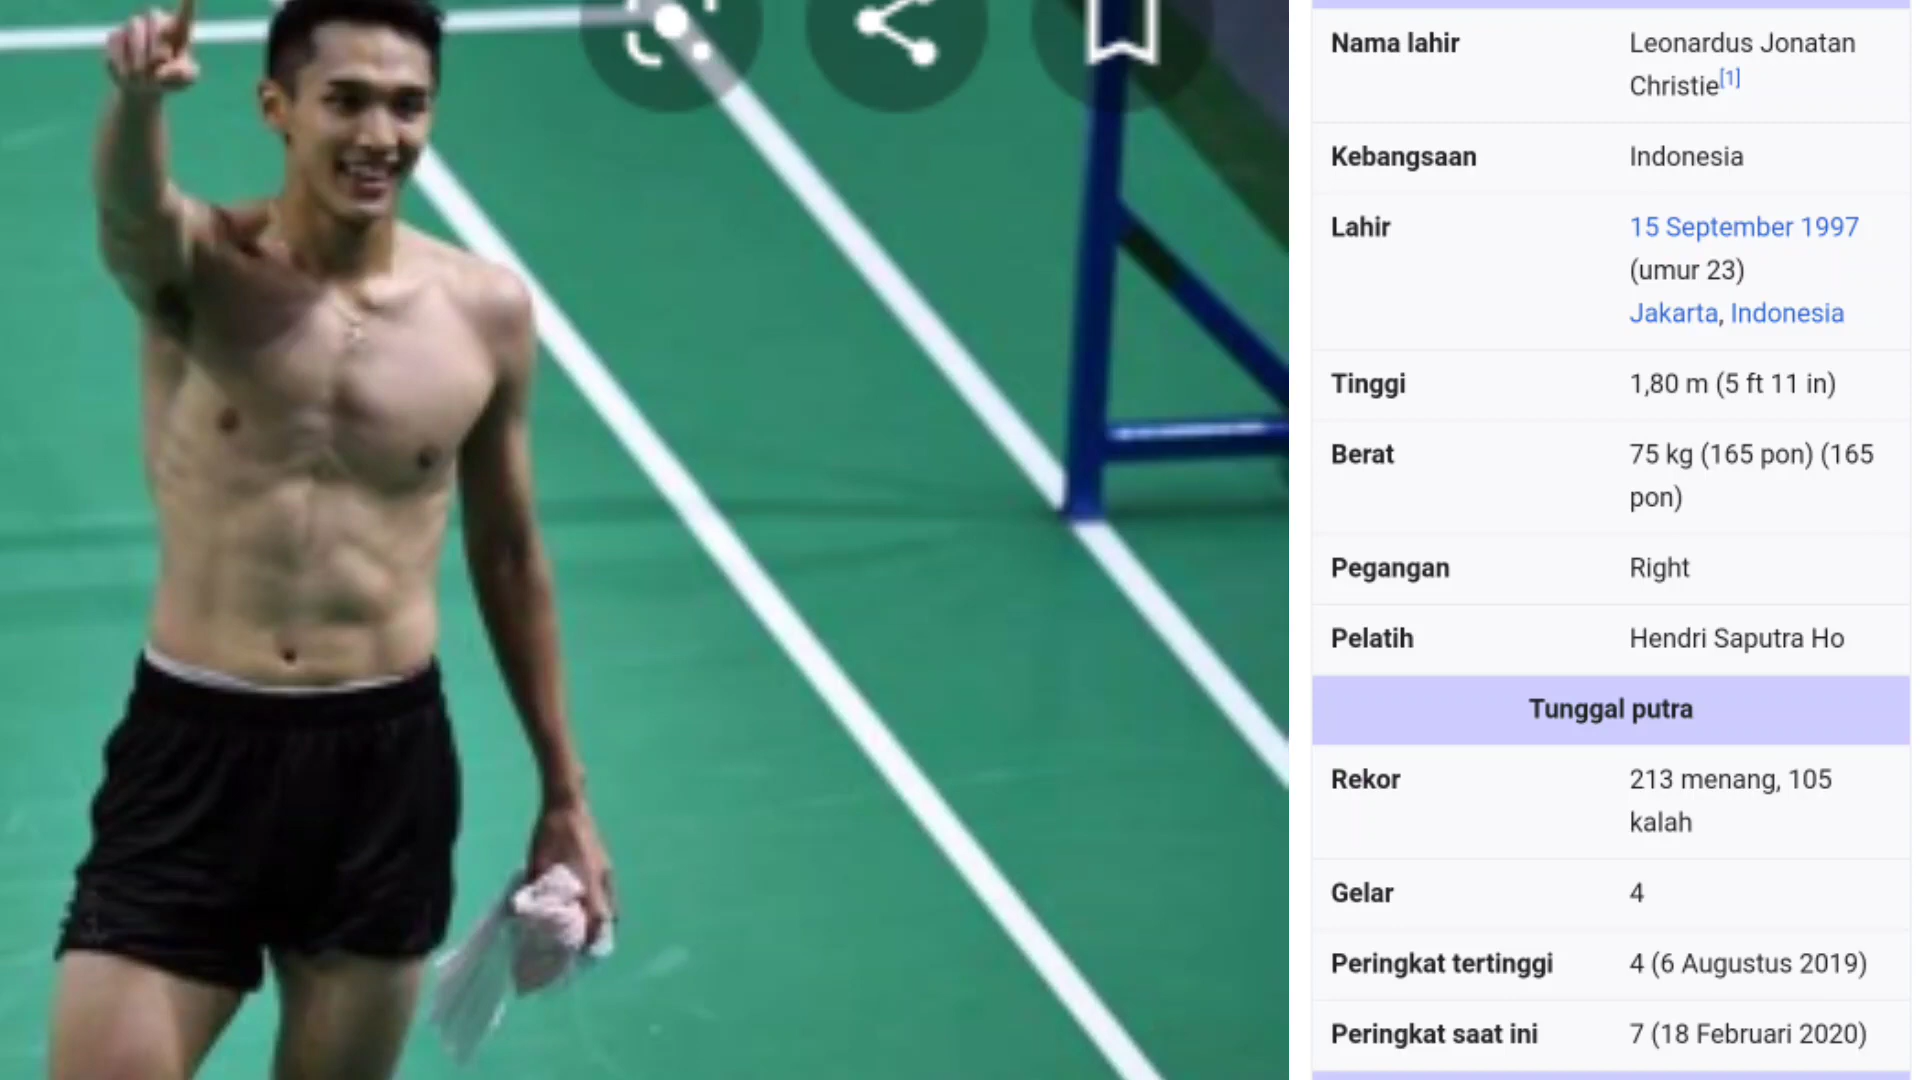 Nama lahir Leonardus Jonatan
Christie[1]
Kebangsaan Indonesia
Lahir 15 September 1997
(umur 23)
Jakarta, Indonesia
Tinggi 1,80 m (5 ft 11 in)
Berat 75 kg (165 pon) (165
pon)
Pegangan Right
Pelatih Hendri Saputra Ho
Tunggal putra
Rekor 213 menang, 105
kalah
Gelar 4
Peringkat tertinggi 4 (6 Augustus 2019)
Peringkat saat ini 7 (18 Februari 2020)